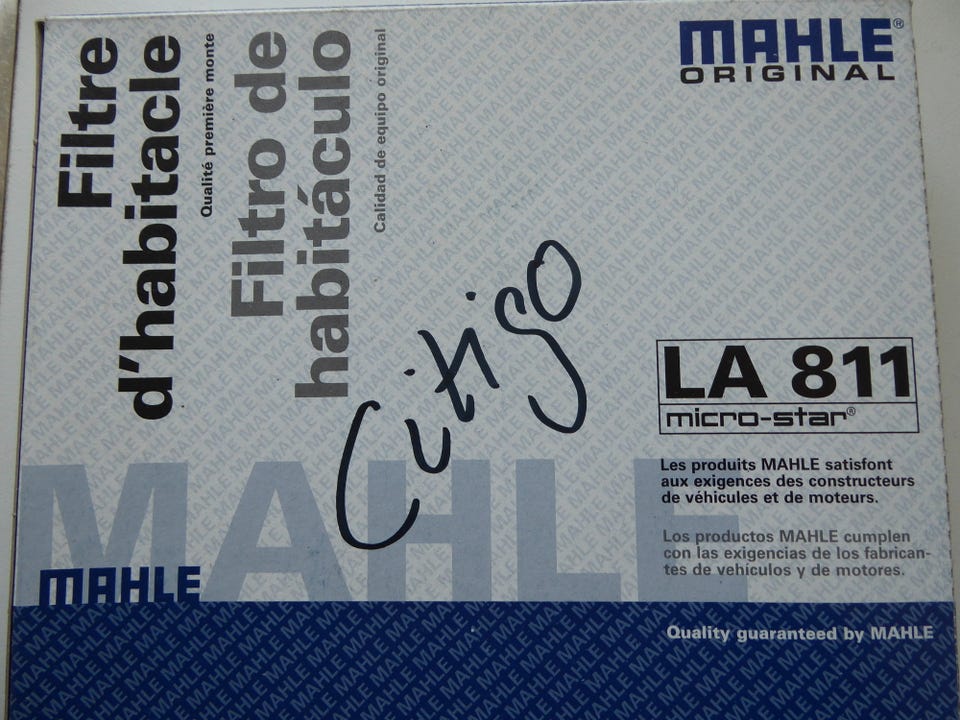 Filtre
d'habitacle
Qualité première monte
Filtro de
habitáculo
Calidad de equipo original
MAHLE®
ORIGINAL
Citigo
LA 811
micro-star®
Les produits MAHLE satisfont
aux exigences des constructeurs
de véhicules et de moteurs.
Los productos MAHLE cumplen
con las exigencias de los fabrican-
tes de vehículos y de motores.
MAHLE
MAHLE
Quality guaranteed by MAHLE